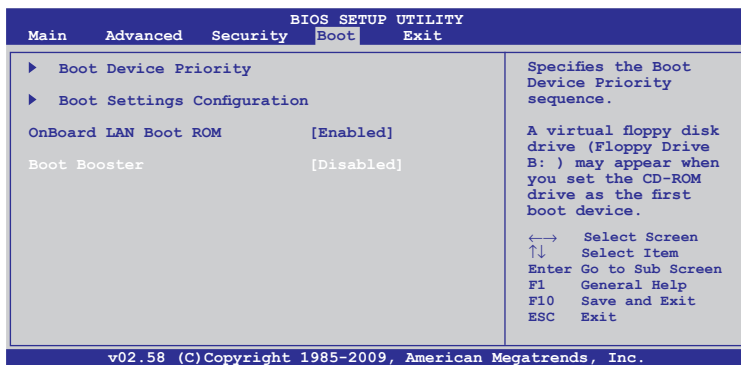 BIOS SETUP UTILITY
Main Advanced Security Boot Exit
Boot Device Priority
Boot Settings Configuration
OnBoard LAN Boot ROM [Enabled]
Boot Booster [Disabled]
Specifies the Boot
Device Priority
sequence.
A virtual floppy disk
drive (Floppy Drive
B: ) may appear when
you set the CD-ROM
drive as the first
boot device.
←→ Select Screen
↑↓ Select Item
Enter Go to Sub Screen
F1 General Help
F10 Save and Exit
ESC Exit
v02.58 (C)Copyright 1985-2009, American Megatrends, Inc.